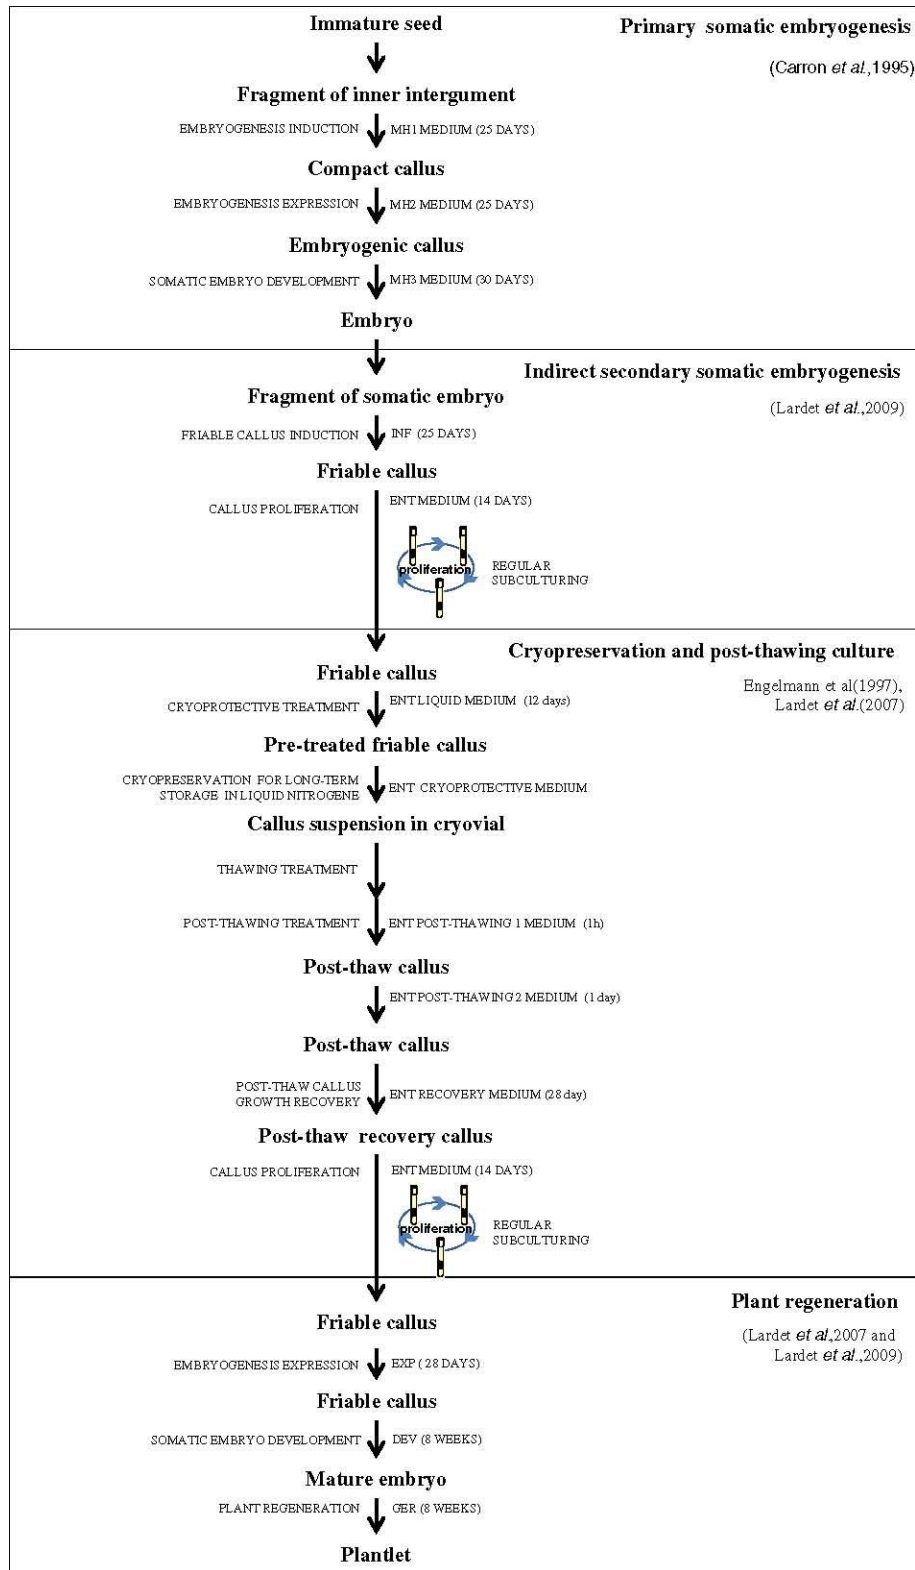 Immature seed
Primary somatic embryogenesis
(Carron et al.,1995)
Fragment of inner intergument
EMBRYOGENESIS INDUCTION
MH1 MEDIUM (25 DAYS)
Compact callus
EMBRYOGENESIS EXPRESSION
MH2 MEDIUM (25 DAYS)
Embryogenic callus
SOMATIC EMBRYO DEVELOPMENT
MH3 MEDIUM (30 DAYS)
Embryo
Indirect secondary somatic embryogenesis
(Lardet et al.,2009)
Fragment of somatic embryo
FRIABLE CALLUS INDUCTION
INF (25 DAYS)
Friable callus
CALLUS PROLIFERATION
ENT MEDIUM (14 DAYS)
proliferation
REGULAR
SUBCULTURING
Cryopreservation and post-thawing culture
Engelmann et al(1997),
Lardet et al.(2007)
Friable callus
CRYOPROTECTIVE TREATMENT
ENT LIQUID MEDIUM (12 days)
Pre-treated friable callus
CRYOPRESERVATION FOR LONG-TERM
STORAGE IN LIQUID NITROGENE
ENT CRYOPROTECTIVE MEDIUM
Callus suspension in cryovial
THAWING TREATMENT
POST-THAWING TREATMENT
ENT POST-THAWING 1 MEDIUM (1h)
Post-thaw callus
ENT POST-THAWING 2 MEDIUM (1 day)
Post-thaw callus
POST-THAW CALLUS
GROWTH RECOVERY
ENT RECOVERY MEDIUM (28 day)
Post-thaw recovery callus
CALLUS PROLIFERATION
ENT MEDIUM (14 DAYS)
proliferation
REGULAR
SUBCULTURING
Plant regeneration
(Lardet et al,2007 and
Lardet et al.,2009)
Friable callus
EMBRYOGENESIS EXPRESSION
EXP ( 28 DAYS)
Friable callus
SOMATIC EMBRYO DEVELOPMENT
DEV (8 WEEKS)
Mature embryo
PLANT REGENERATION
GER (8 WEEKS)
Plantlet